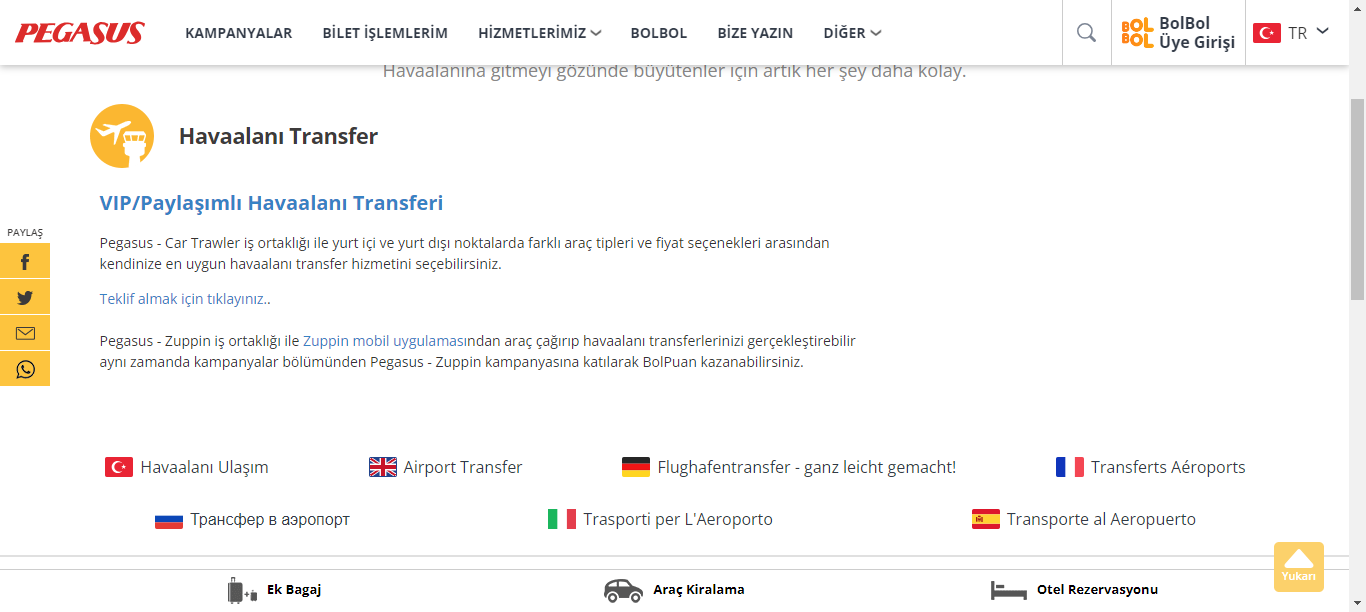 PEGASUS
KAMPANYALAR
BİLET İŞLEMLERİM
HİZMETLERİMİZ
BOLBOL
BİZE YAZIN
DİĞER
BOL
BOL
BolBol
Üye Girişi
TR
Havaalanına gitmeyi gözünde büyütenler için artık her şey daha kolay.
Havaalanı Transfer
VIP/Paylaşımlı Havaalanı Transferi
PAYLAŞ
Pegasus - Car Trawler iş ortaklığı ile yurt içi ve yurt dışı noktalarda farklı araç tipleri ve fiyat seçenekleri arasından
kendinize en uygun havaalanı transfer hizmetini seçebilirsiniz.
Teklif almak için tıklayınız..
Pegasus - Zuppin iş ortaklığı ile Zuppin mobil uygulamasından araç çağırıp havaalanı transferlerinizi gerçekleştirebilir
aynı zamanda kampanyalar bölümünden Pegasus - Zuppin kampanyasına katılarak BolPuan kazanabilirsiniz.
Havaalanı Ulaşım
Airport Transfer
Flughafentransfer - ganz leicht gemacht!
Transferts Aéroports
Трансфер в аэропорт
Trasporti per L'Aeroporto
Transporte al Aeropuerto
Yukarı
Ek Bagaj
Araç Kiralama
Otel Rezervasyonu